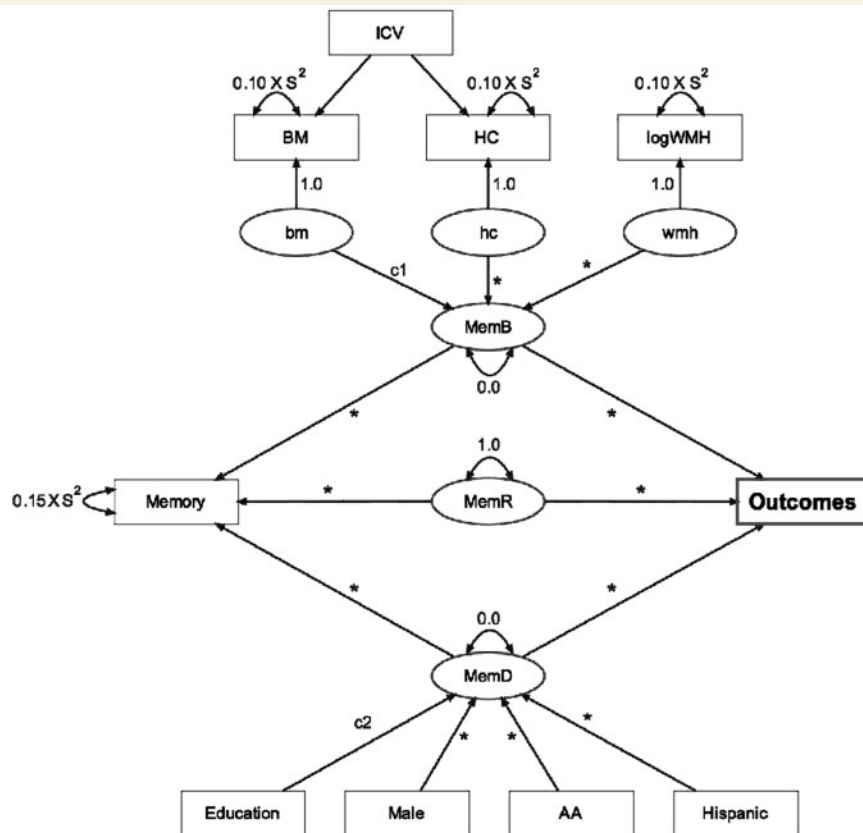 ICV
0.10 X S²
0.10 X S²
0.10 X S²
BM
HC
logWMH
1.0
1.0
1.0
bm
hc
wmh
c1
*
*
MemB
0.0
*
*
1.0
0.15 X S²
Memory
*
MemR
*
Outcomes
*
*
0.0
MemD
c2
*
*
*
Education
Male
AA
Hispanic